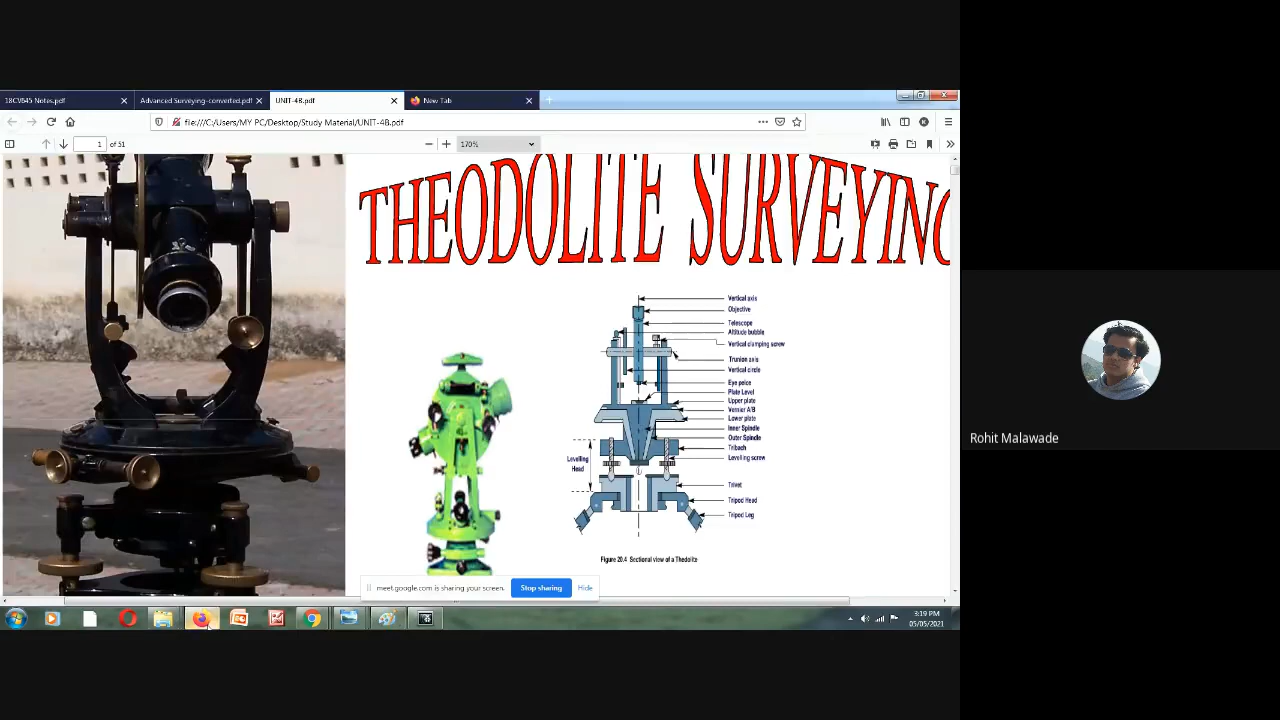 18CV645 Notes.pdf
Advanced Surveying-converted.pdf
UNIT-4B.pdf
New Tab
file:///C:/Users/MY PC/Desktop/Study Material/UNIT-4B.pdf
1 of 51
170%
THEODOLITE SURVEYING
Vertical axis
Objective
Telescope
Altitude bubble
Vertical clamping screw
Trunion axis
Vertical circle
Eye peice
Plate Level
Upper plate
Vernier A/B
Lower plate
Inner Spindle
Outer Spindle
Tribach
Levelling screw
Levelling
Head
Trivet
Tripod Head
Tripod Leg
Figure 20.4 Sectional view of a Thedolite
meet.google.com is sharing your screen.
Stop sharing
Hide
3:19 PM
05/05/2021
Rohit Malawade